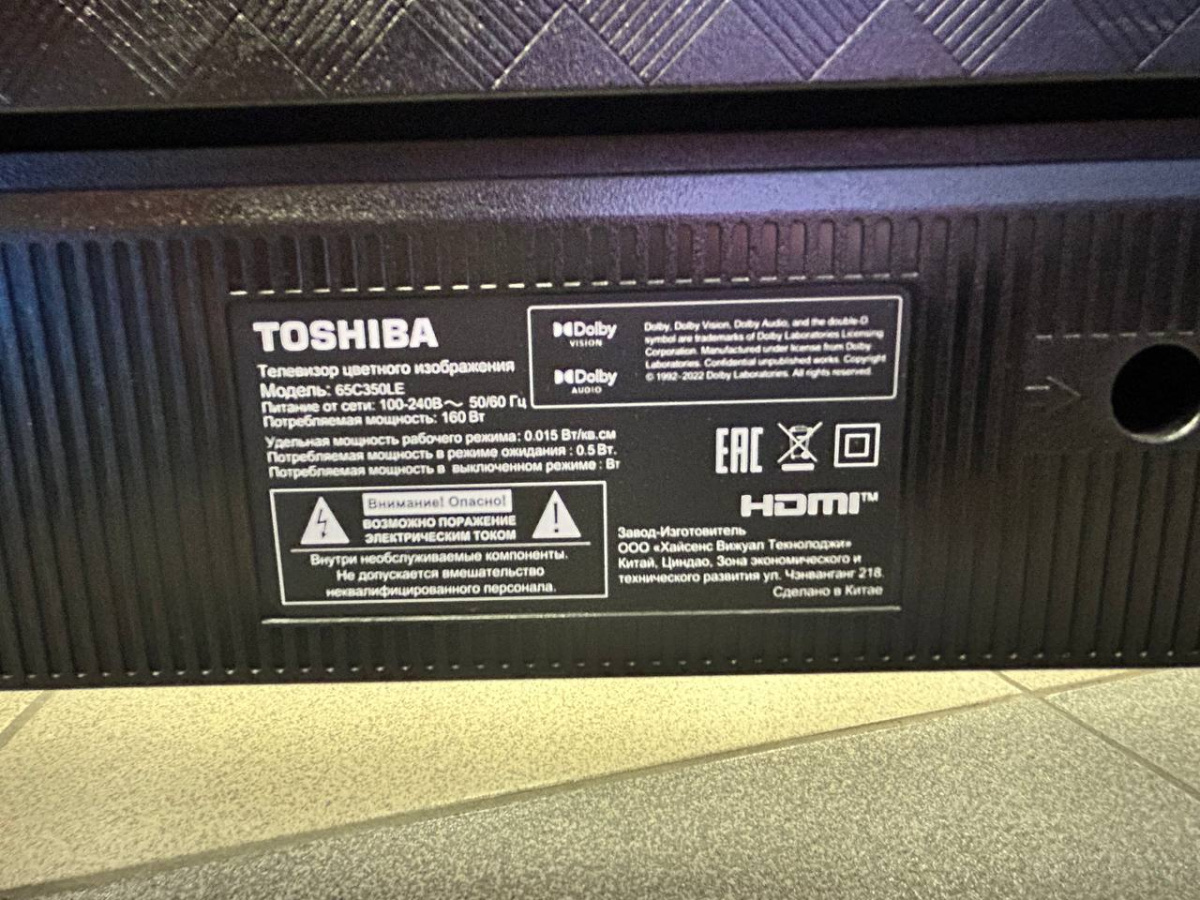 TOSHIBA
Телевизор цветного изображения
Модель: 65C350LE
Питание от сети: 100-240В～ 50/60 Гц
Потребляемая мощность: 160 Вт
Удельная мощность рабочего режима: 0.015 Вт/кв.см
Потребляемая мощность в режиме ожидания : 0.5 Вт.
Потребляемая мощность в выключенном режиме : Вт
Dolby
VISION
Dolby
AUDIO
Dolby, Dolby Vision, Dolby Audio, and the double-D
symbol are trademarks of Dolby Laboratories Licensing
Corporation. Manufactured under license from Dolby
Laboratories. Confidential unpublished works. Copyright
© 1992-2022 Dolby Laboratories. All rights reserved.
EAC
HDMI™
Внимание! Опасно!
ВОЗМОЖНО ПОРАЖЕНИЕ
ЭЛЕКТРИЧЕСКИМ ТОКОМ
Внутри необслуживаемые компоненты.
Не допускается вмешательство
неквалифицированного персонала.
Завод-Изготовитель
ООО «Хайсенс Вижуал Текнолоджи»
Китай, Циндао, Зона экономического и
технического развития ул. Чэнванганг 218.
Сделано в Китае